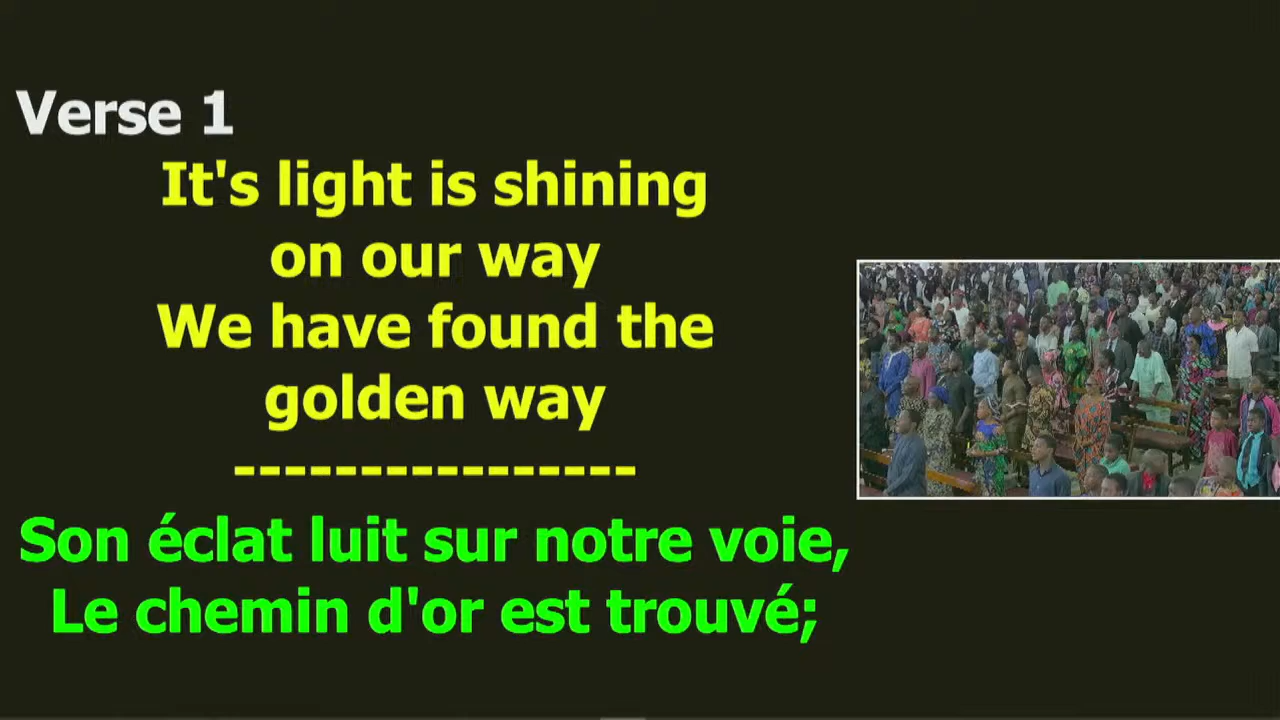 Verse 1
It's light is shining
on our way
We have found the
golden way
----------------
Son éclat luit sur notre voie,
Le chemin d'or est trouvé;